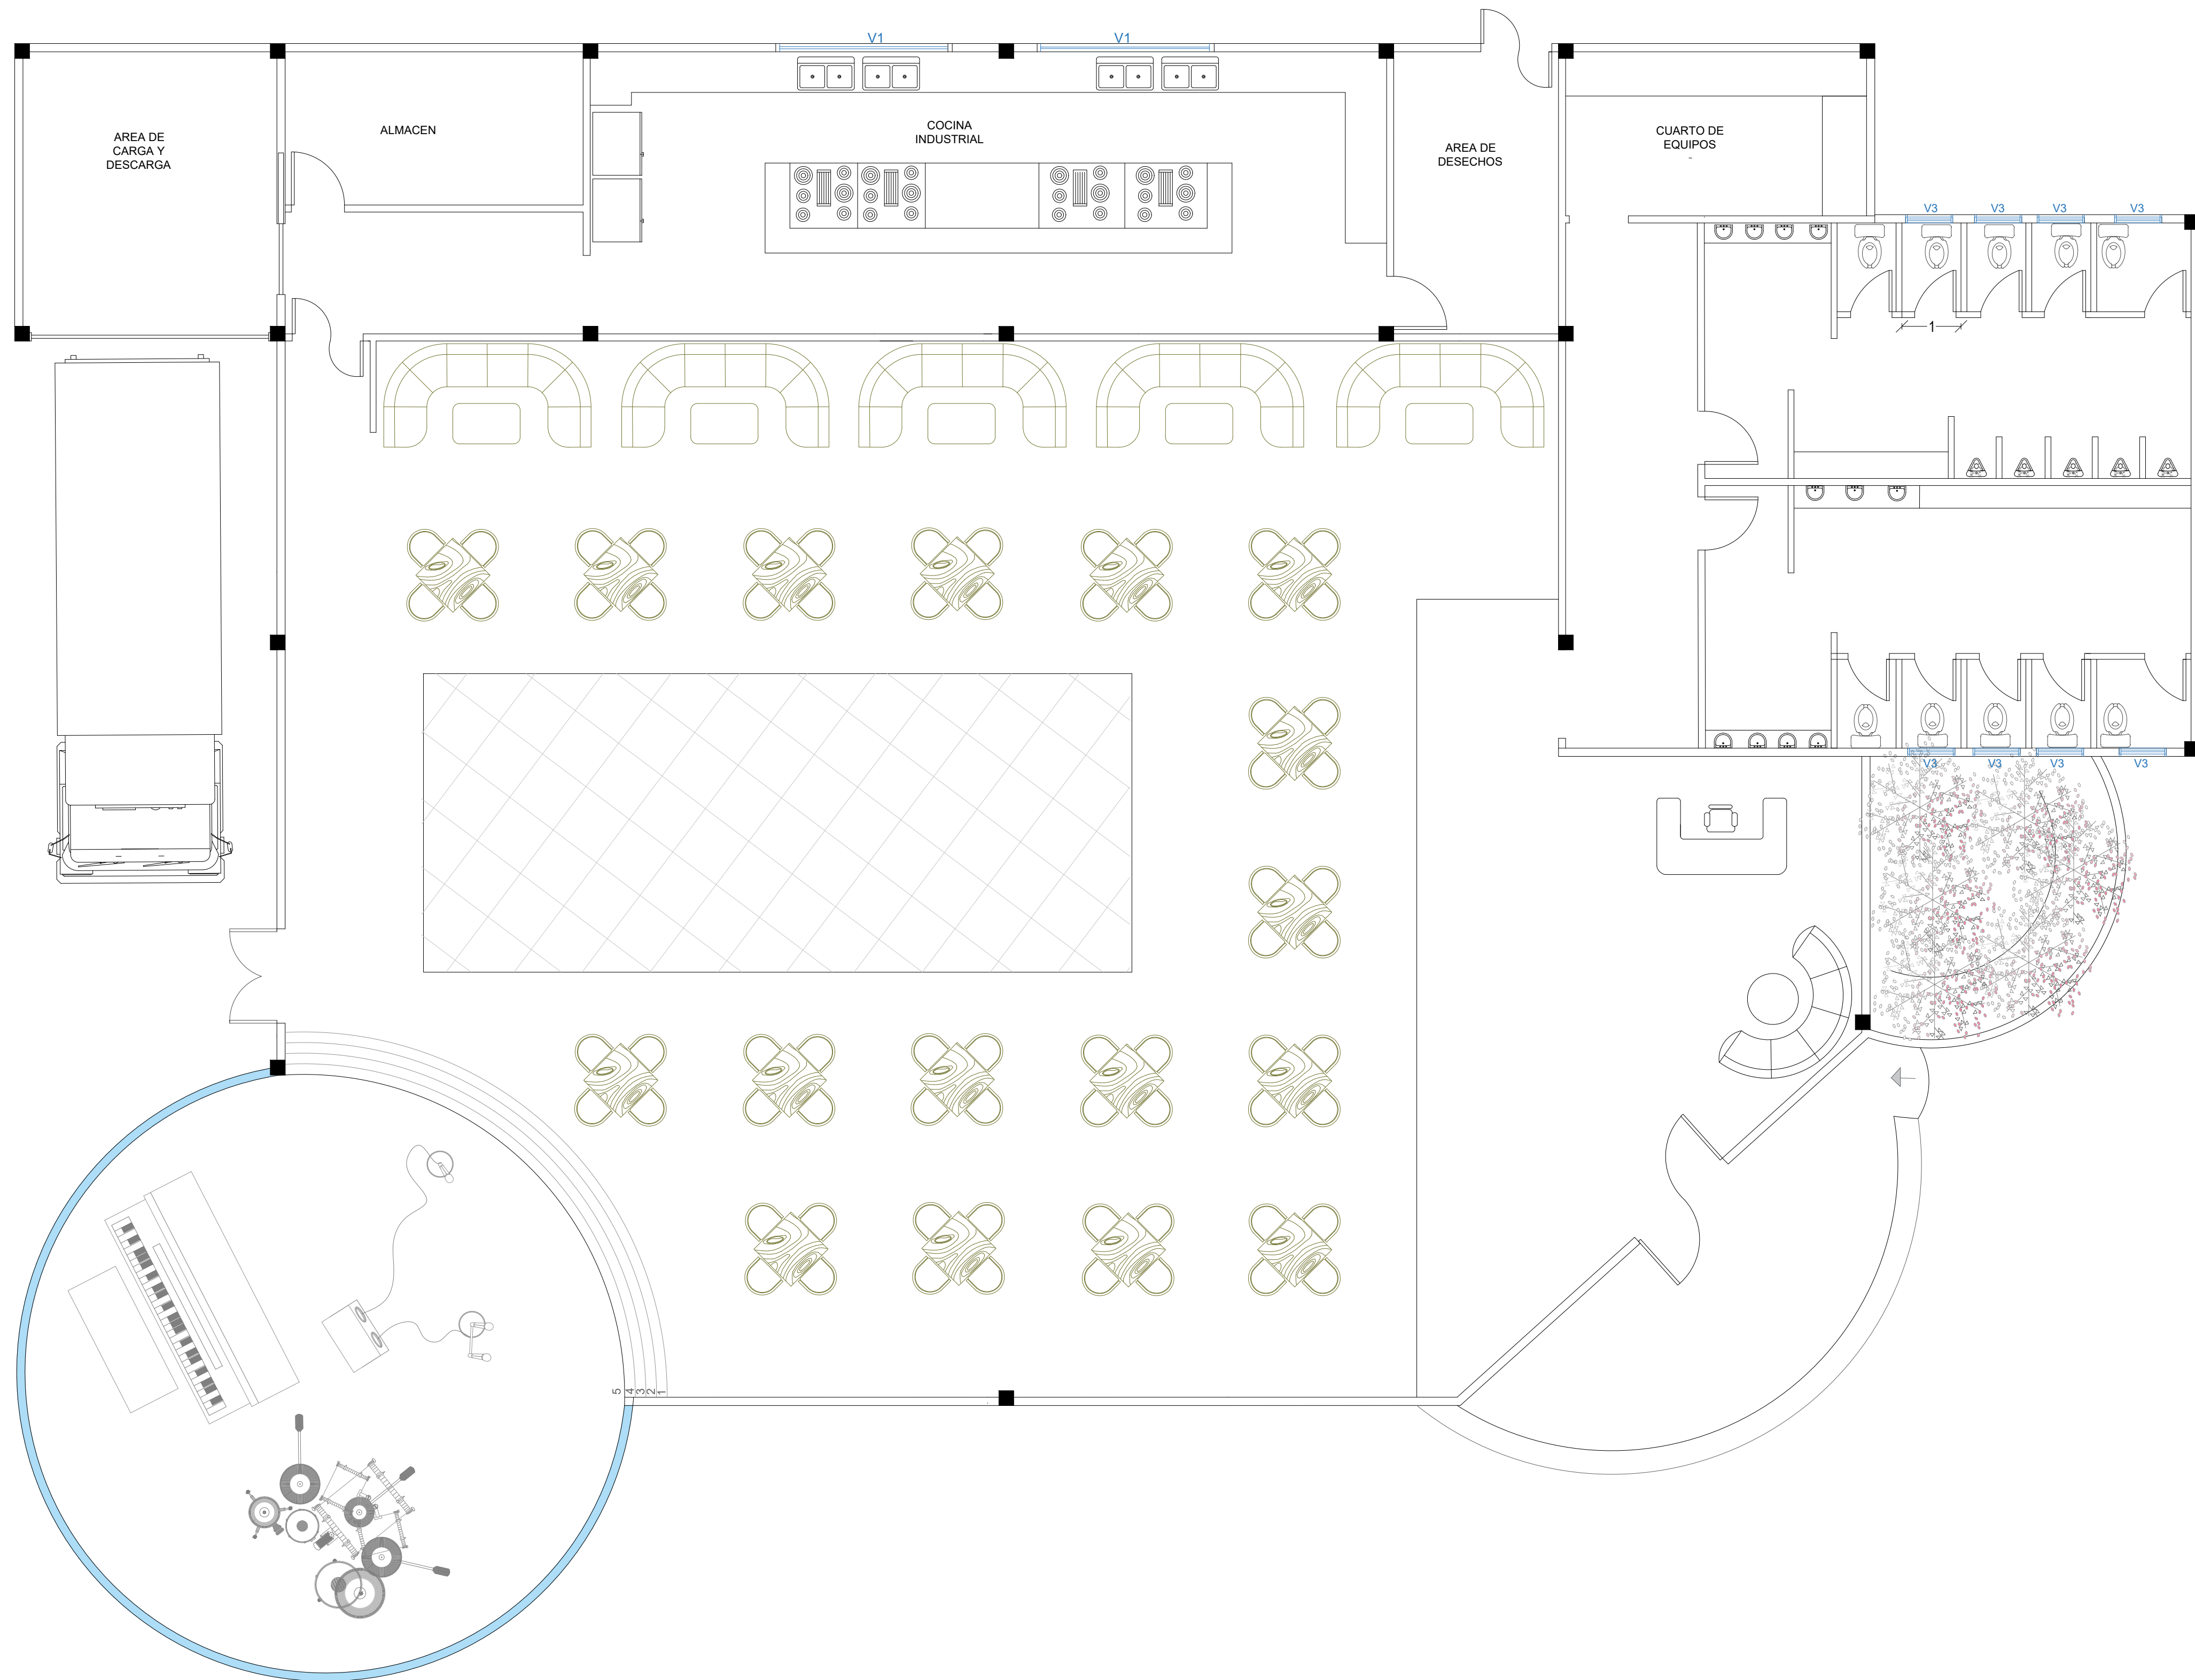 V1
V1
AREA DE
CARGA Y
DESCARGA
ALMACEN
COCINA
INDUSTRIAL
AREA DE
DESECHOS
CUARTO DE
EQUIPOS
-
V3
V3
V3
V3
1
V3
V3
V3
V3
5
4
3
2
1